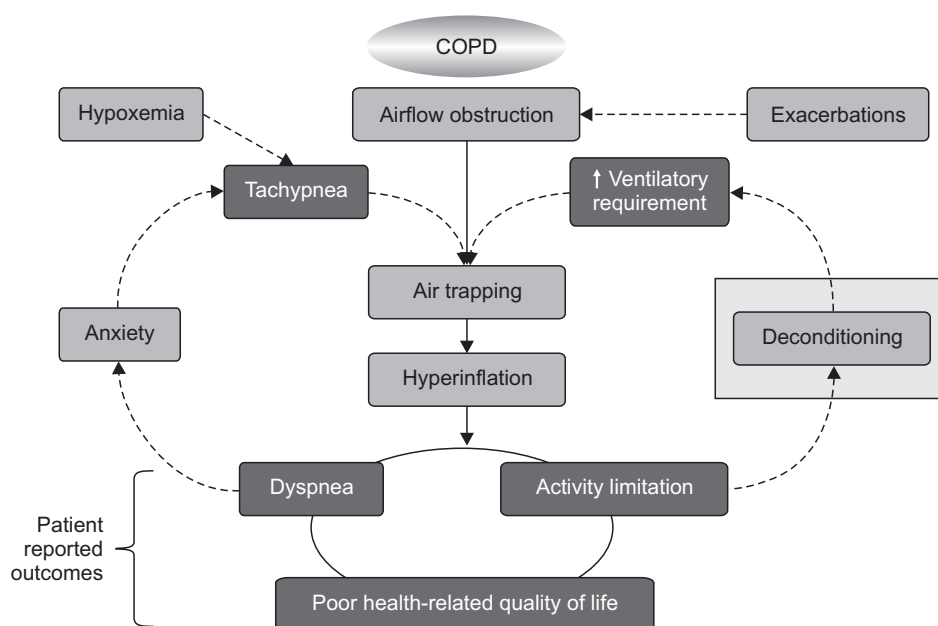 COPD
Hypoxemia
Airflow obstruction
Exacerbations
Tachypnea
↑ Ventilatory
requirement
Air trapping
Anxiety
Deconditioning
Hyperinflation
Dyspnea
Activity limitation
Patient
reported
outcomes
Poor health-related quality of life